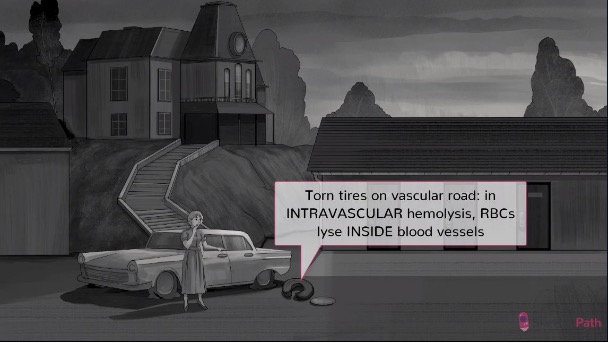 Torn tires on vascular road: in
INTRAVASCULAR hemolysis, RBCs
lyse INSIDE blood vessels
Path